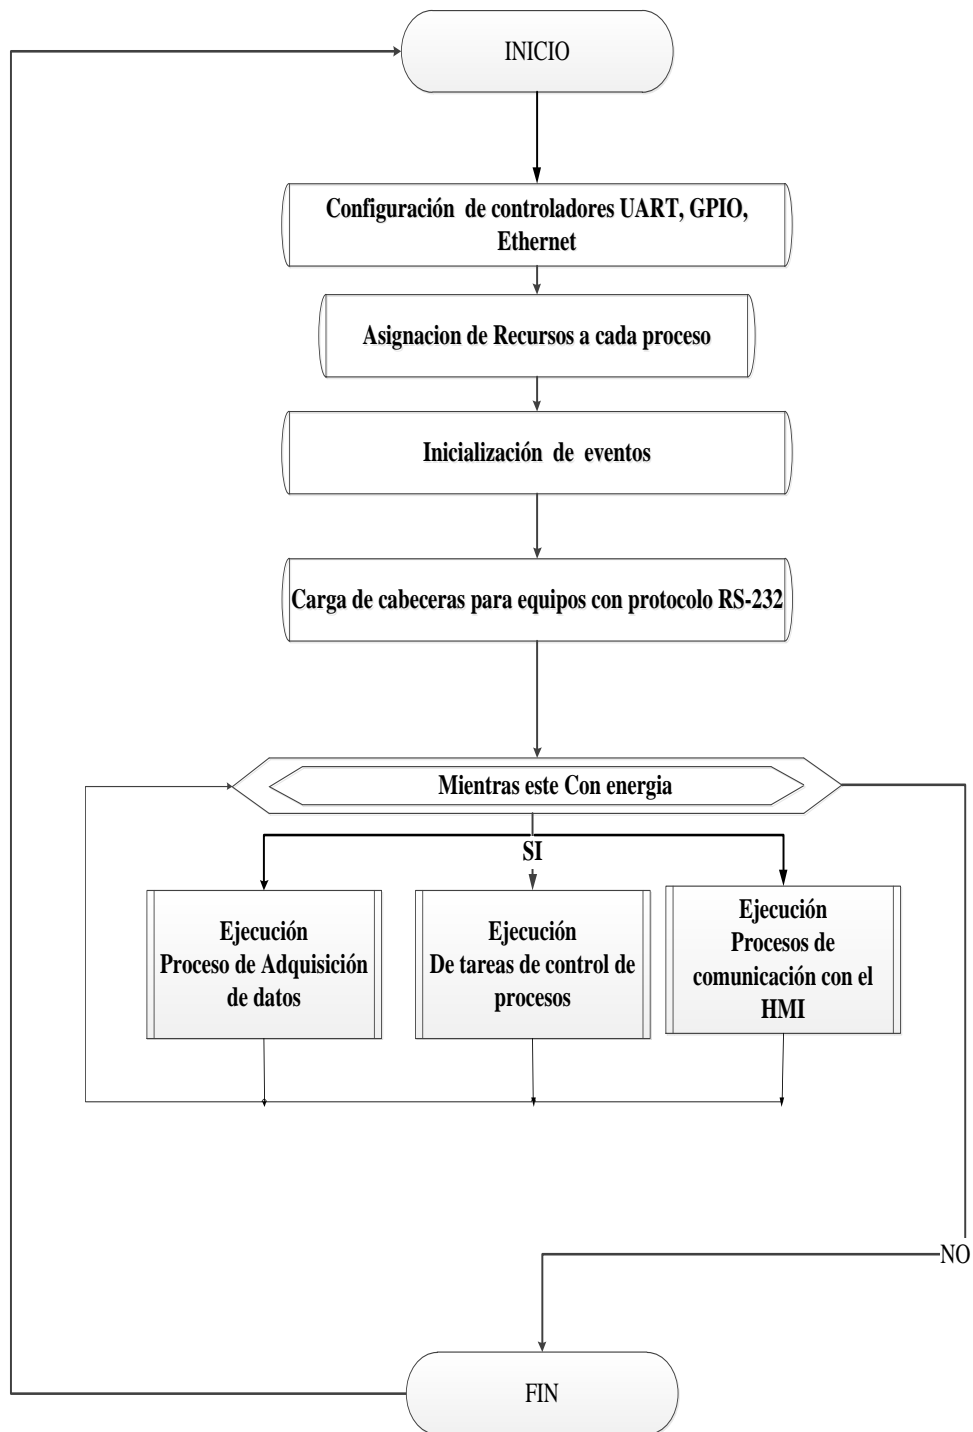 INICIO
Configuración de controladores UART, GPIO,
Ethernet
Asignacion de Recursos a cada proceso
Inicialización de eventos
Carga de cabeceras para equipos con protocolo RS-232
Mientras este Con energia
SI
Ejecución
Proceso de Adquisición
de datos
Ejecución
De tareas de control de
procesos
Ejecución
Procesos de
comunicación con el
HMI
NO
FIN